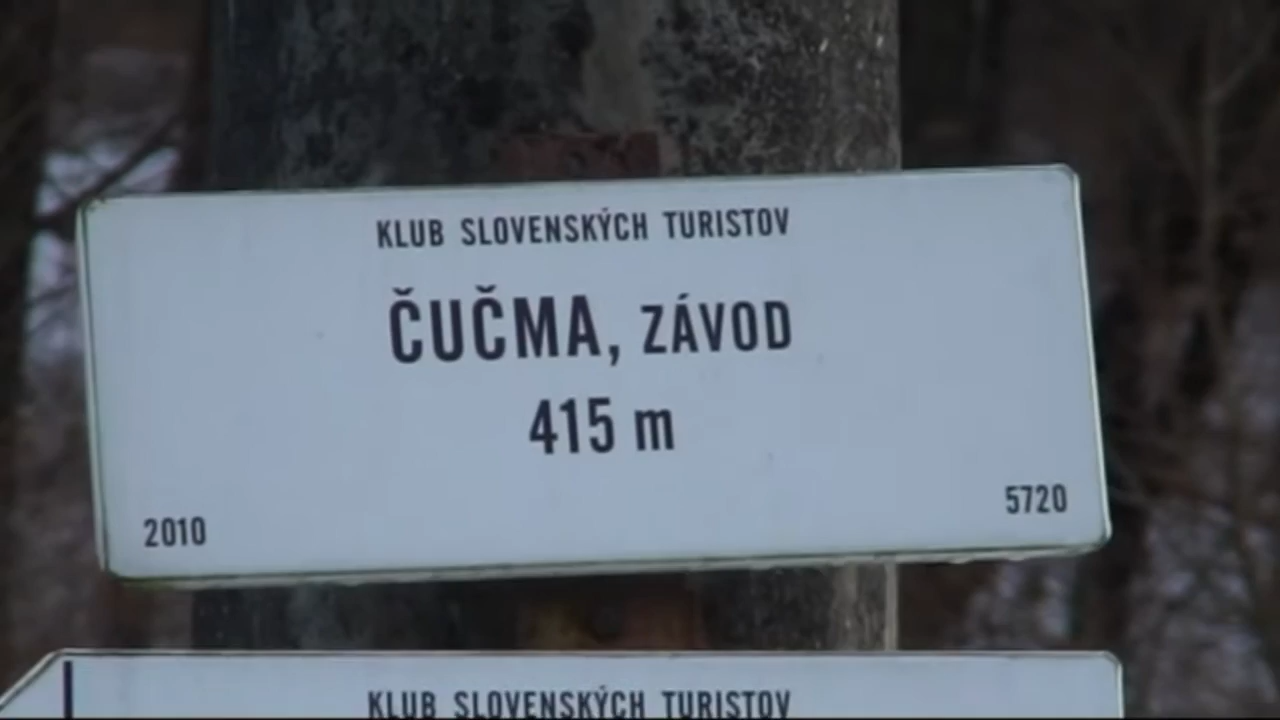 KLUB SLOVENSKÝCH TURISTOV
ČUČMA, ZÁVOD
415 m
2010
5720
KLUB SLOVENSKÝCH TURISTOV